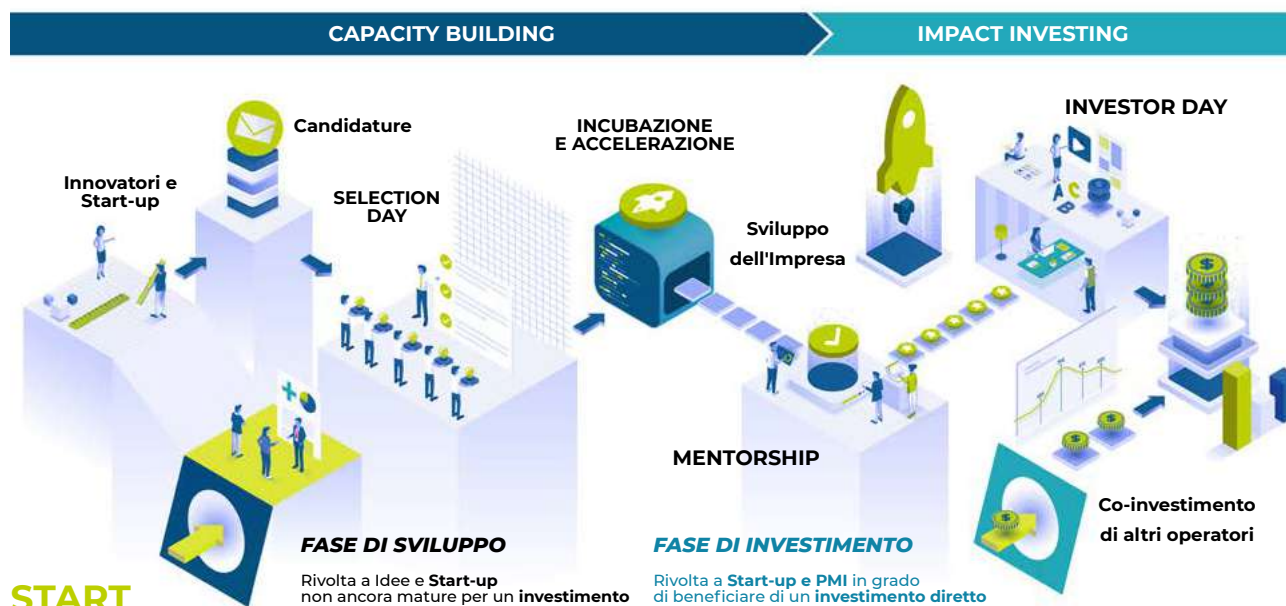 CAPACITY BUILDING
IMPACT INVESTING
Candidature
INCUBAZIONE
E ACCELERAZIONE
INVESTOR DAY
Innovatori e
Start-up
SELECTION
DAY
Sviluppo
dell'Impresa
A
C
B
MENTORSHIP
Co-investimento
di altri operatori
FASE DI SVILUPPO
Rivolta a Idee e Start-up
non ancora mature per un investimento
FASE DI INVESTIMENTO
Rivolta a Start-up e PMI in grado
di beneficiare di un investimento diretto
START